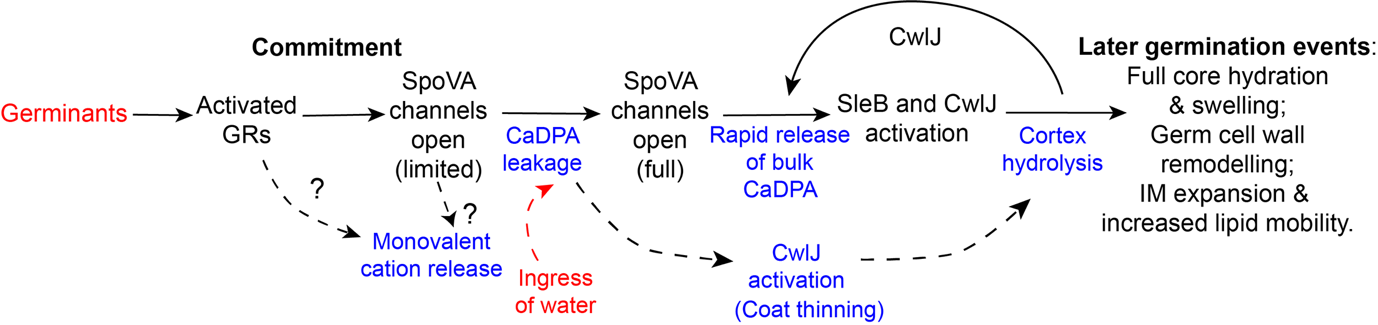 Germinants
Activated
GRs
Commitment
SpoVA
channels
open
(limited)
?
?
Monovalent
cation release
CaDPA
leakage
Ingress
of water
SpoVA
channels
open
(full)
Rapid release
of bulk
CaDPA
CwlJ
activation
(Coat thinning)
SleB and CwlJ
activation
CwlJ
Cortex
hydrolysis
Later germination events:
Full core hydration
& swelling;
Germ cell wall
remodelling;
IM expansion &
increased lipid mobility.